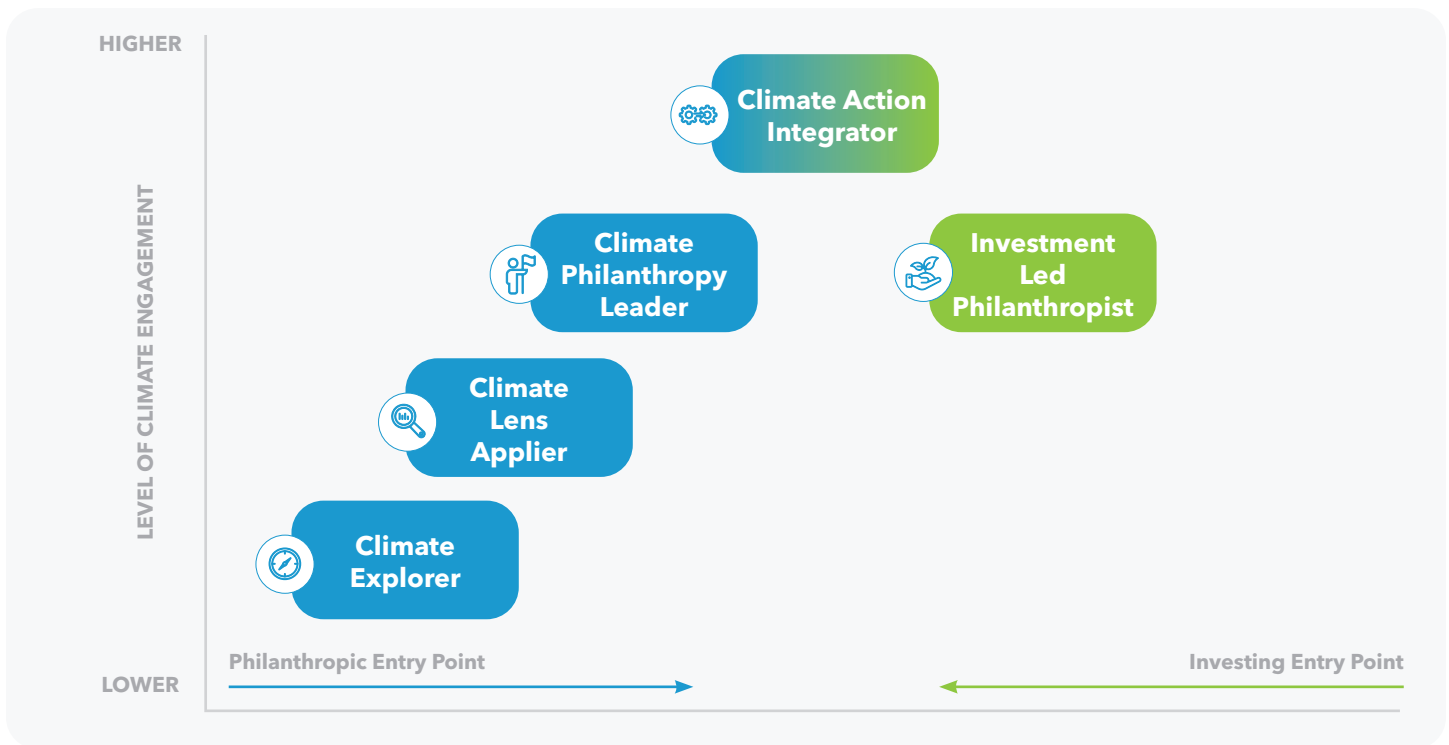 HIGHER
Climate Action
Integrator
Climate
Philanthropy
Leader
Investment
Led
Philanthropist
LEVEL OF CLIMATE ENGAGEMENT
Climate
Lens
Applier
Climate
Explorer
Philanthropic Entry Point
Investing Entry Point
LOWER